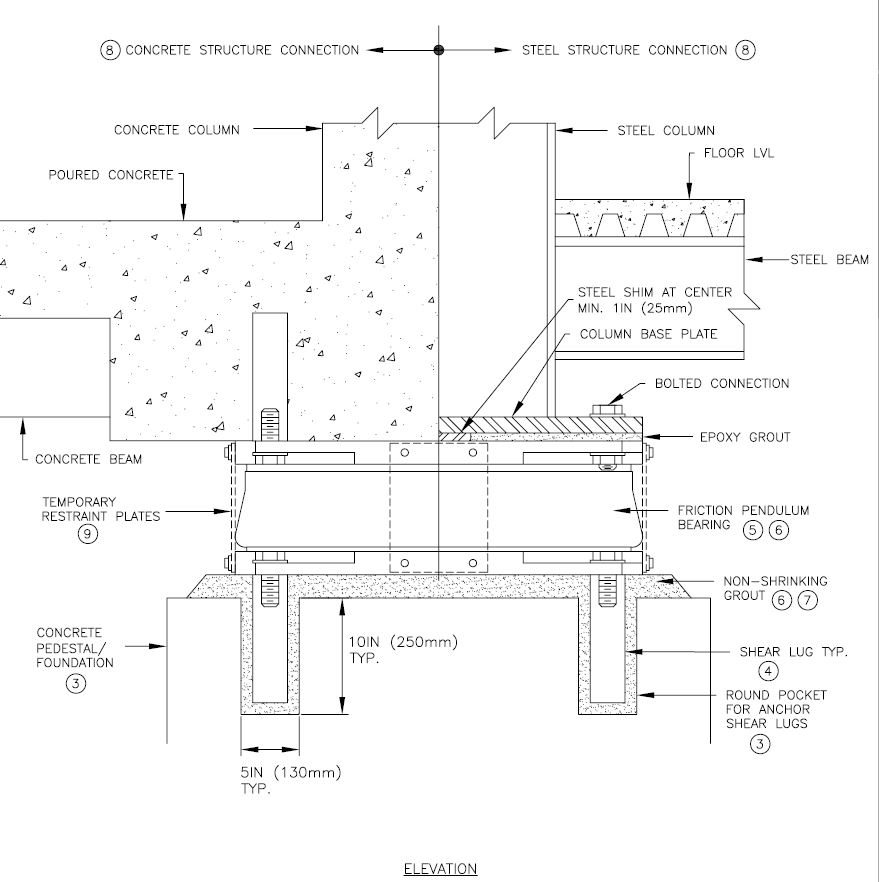 8 CONCRETE STRUCTURE CONNECTION
STEEL STRUCTURE CONNECTION 8
CONCRETE COLUMN
STEEL COLUMN
FLOOR LVL
POURED CONCRETE
STEEL BEAM
STEEL SHIM AT CENTER
MIN. 1IN (25mm)
COLUMN BASE PLATE
BOLTED CONNECTION
EPOXY GROUT
CONCRETE BEAM
TEMPORARY
RESTRAINT PLATES
9
FRICTION PENDULUM
BEARING 5 6
NON-SHRINKING
GROUT 6 7
CONCRETE
PEDESTAL/
FOUNDATION
3
10IN (250mm)
TYP.
SHEAR LUG TYP.
4
ROUND POCKET
FOR ANCHOR
SHEAR LUGS
3
5IN (130mm)
TYP.
ELEVATION